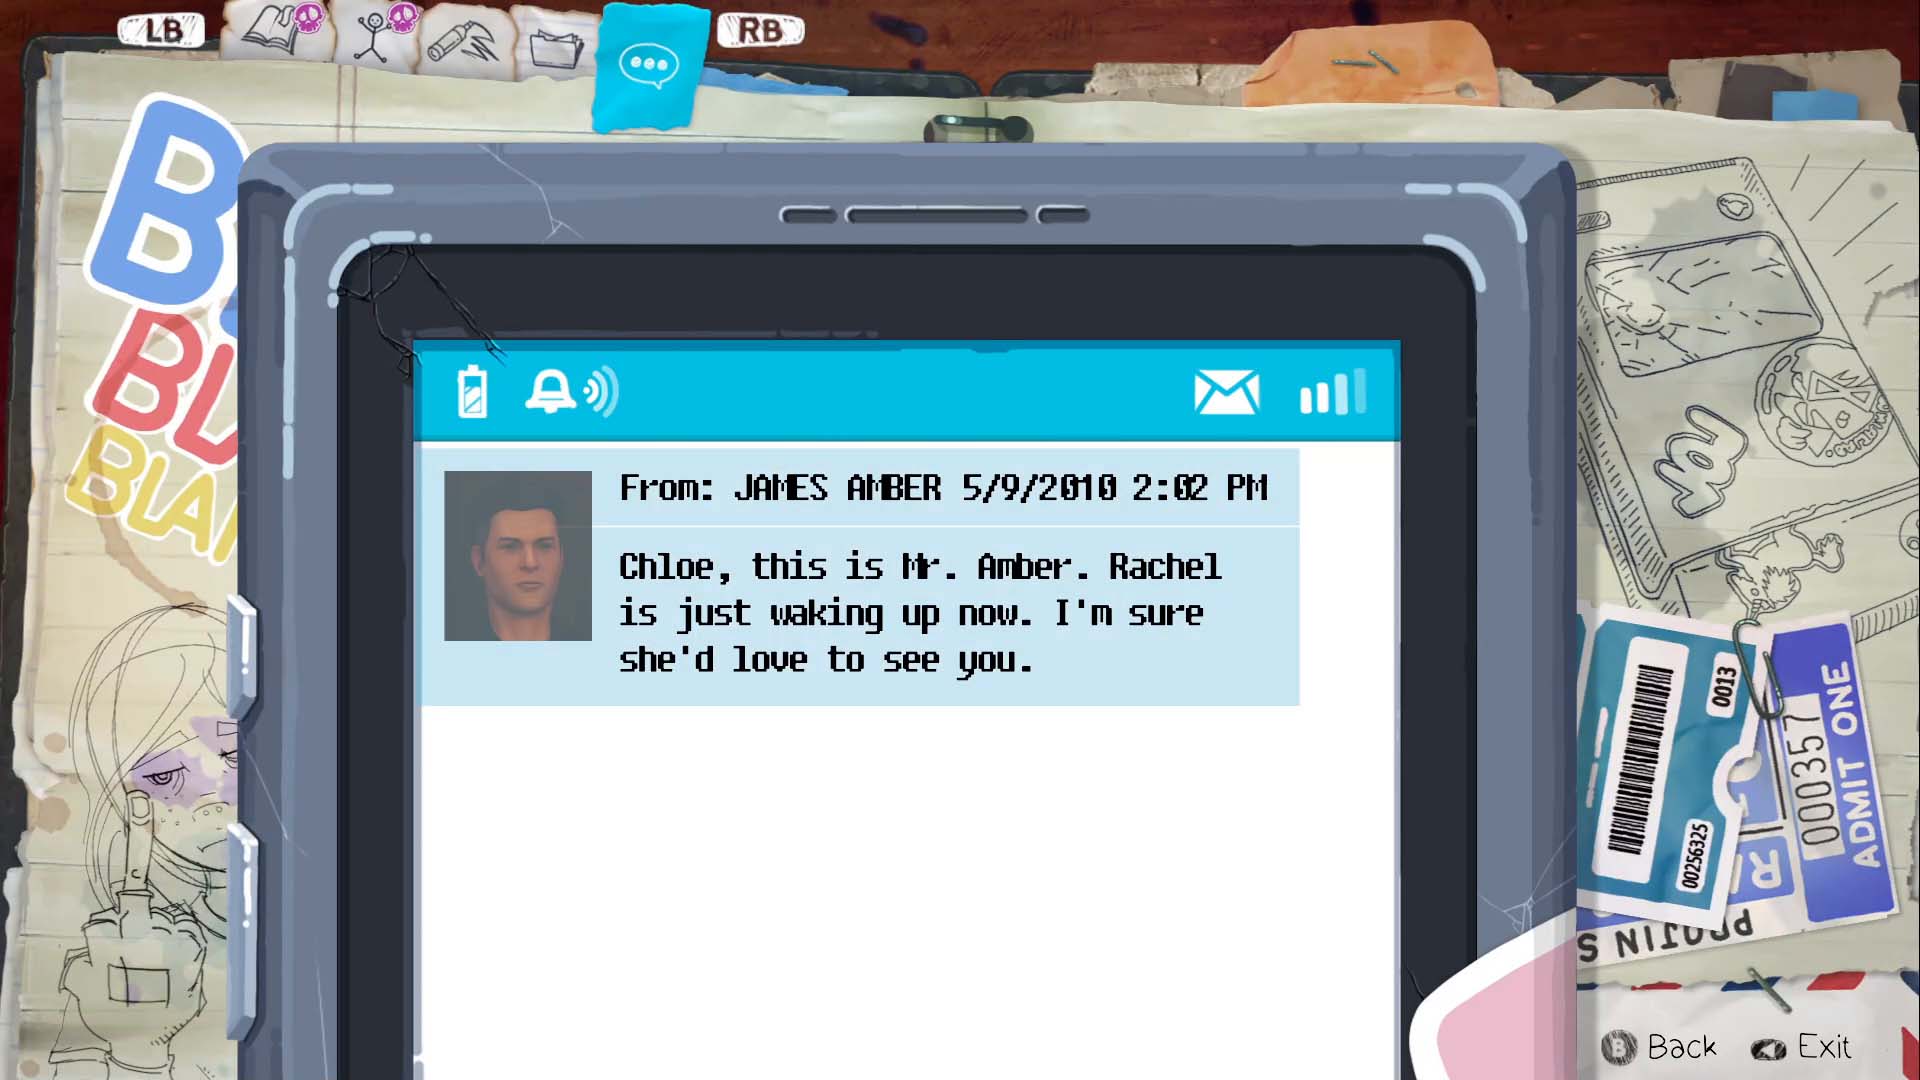 LB
RB
From: JAMES AMBER 5/9/2010 2:02 PM
Chloe, this is Mr. Amber. Rachel
is just waking up now. I'm sure
she'd love to see you.
0013
00256325
000357
ADMIT ONE
B Back
Exit